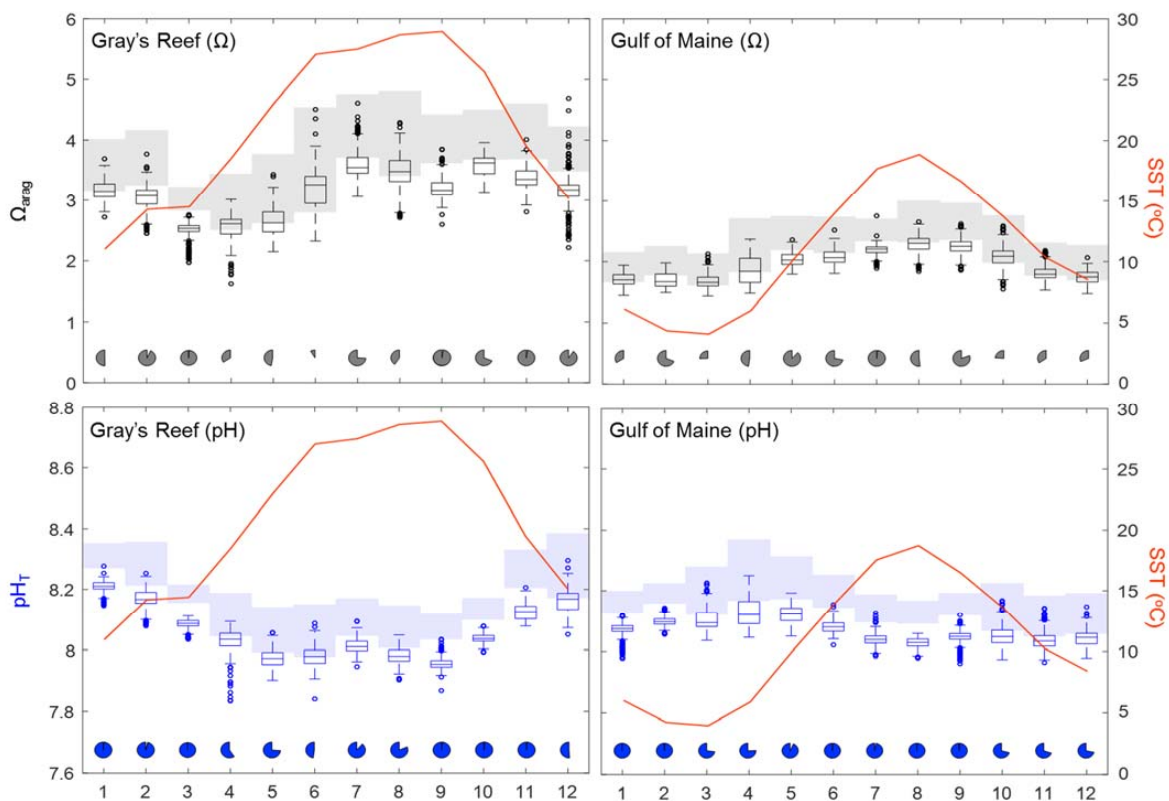 Gray's Reef (Ω)
Gulf of Maine (Ω)
6
5
4
3
2
1
0
Ωarag
30
25
20
15
10
5
0
SST (ºC)
Gray's Reef (pH)
Gulf of Maine (pH)
8.8
8.6
8.4
8.2
8
7.8
7.6
pHT
30
25
20
15
10
5
0
SST (ºC)
1 2 3 4 5 6 7 8 9 10 11 12
1 2 3 4 5 6 7 8 9 10 11 12